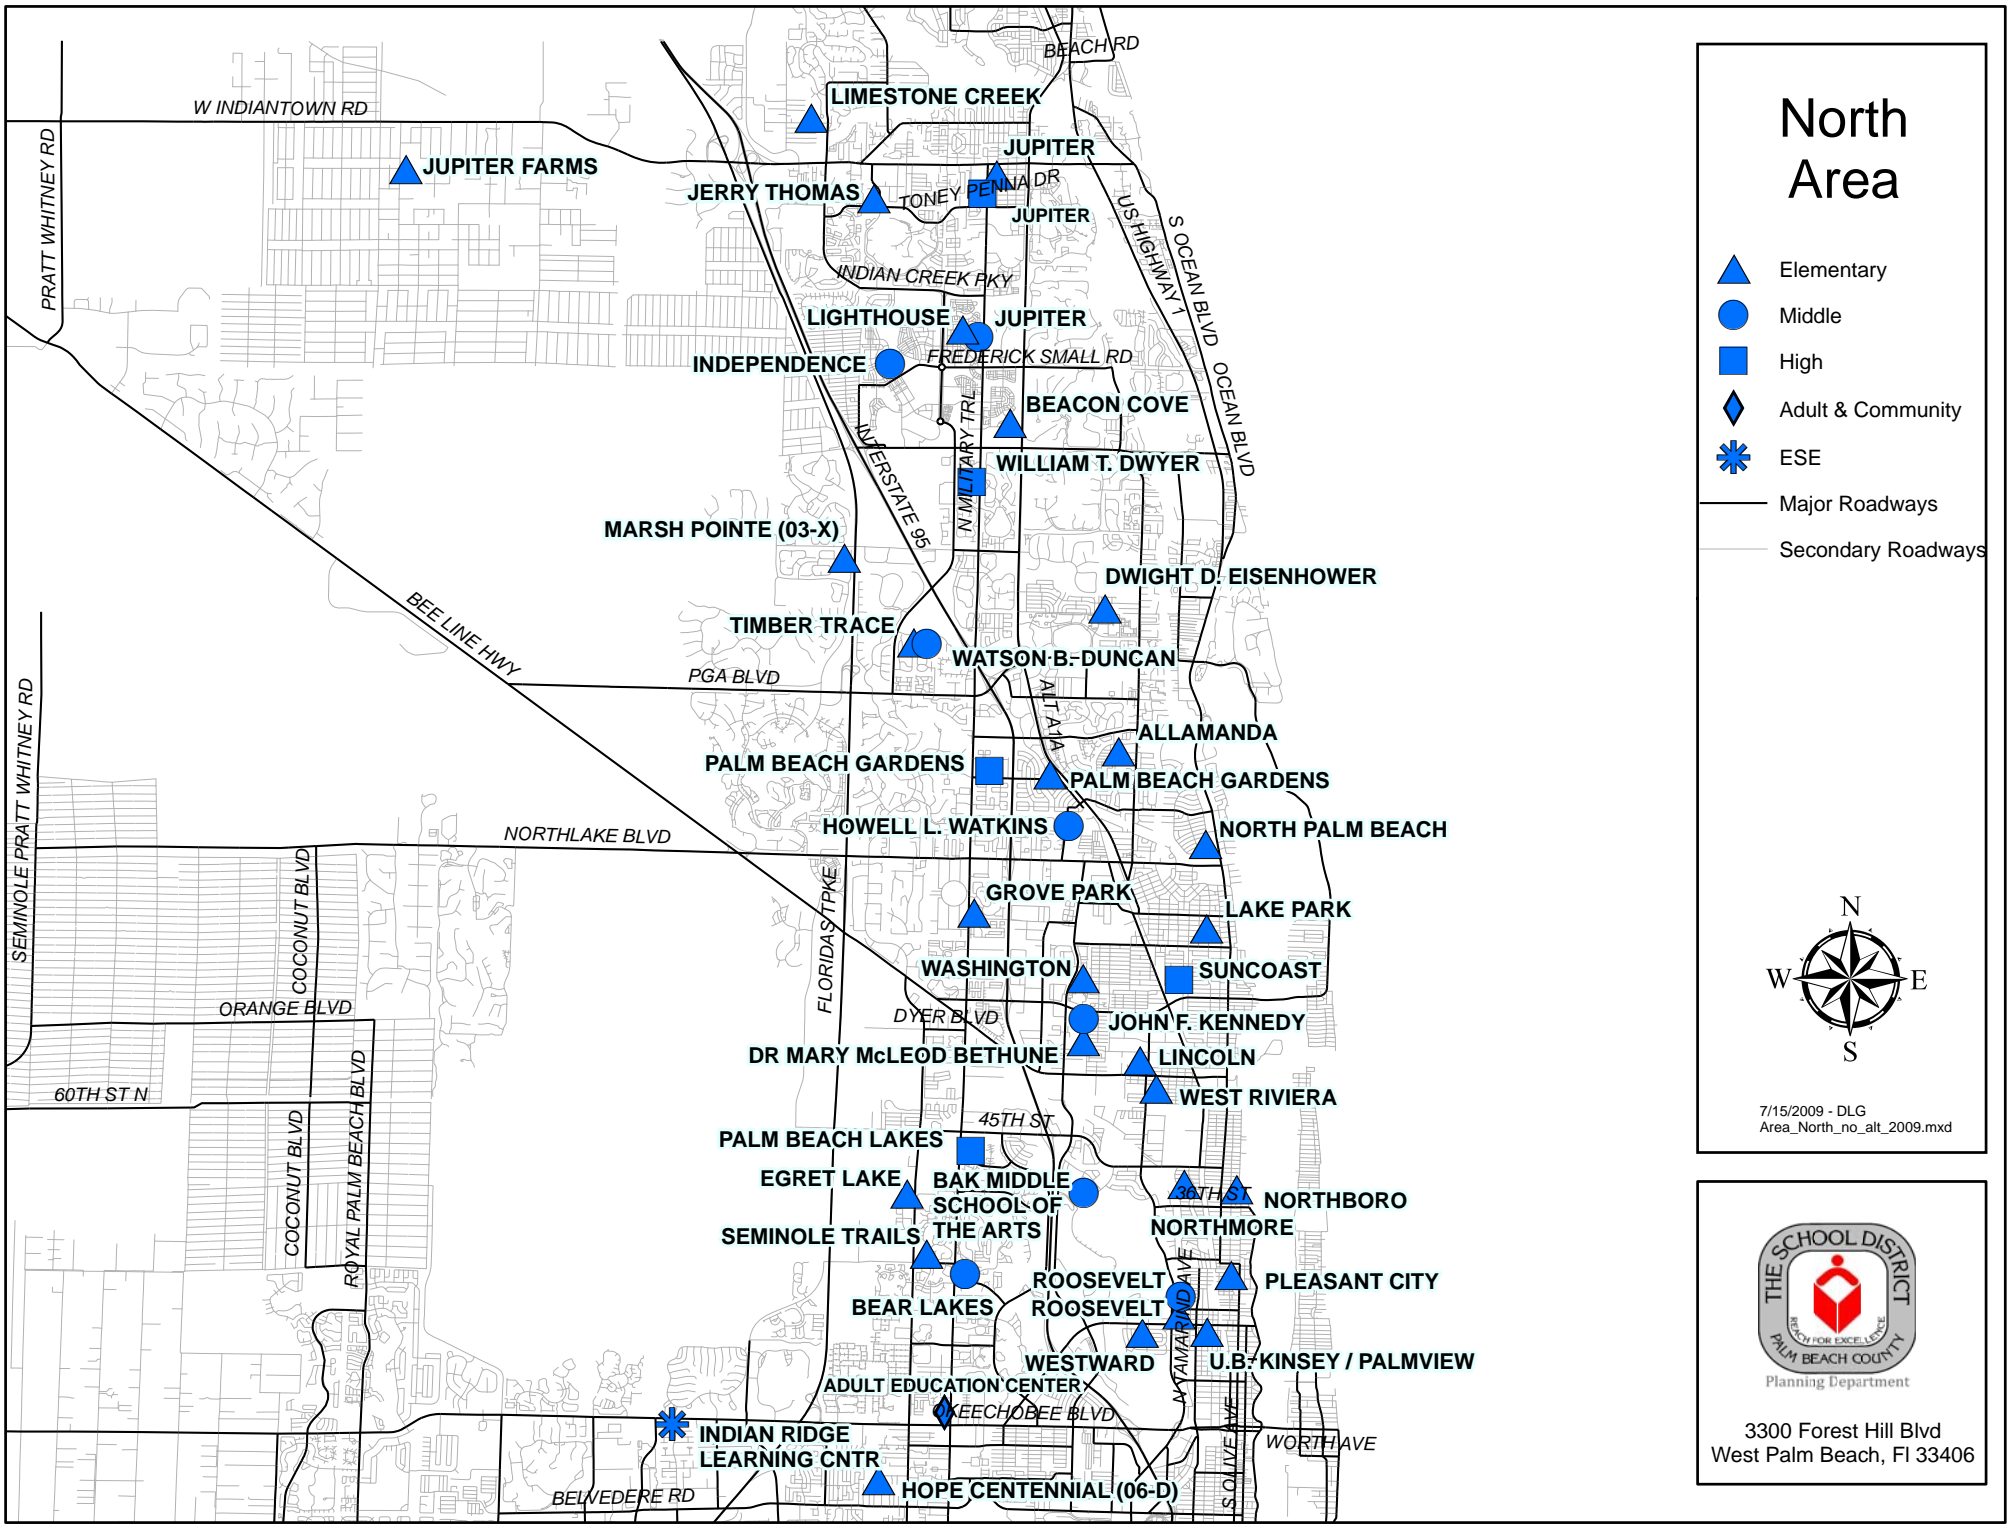 BEACH RD
LIMESTONE CREEK
W INDIANTOWN RD
JUPITER
PRATT WHITNEY RD
JUPITER FARMS
JERRY THOMAS
TONEY PENNA DR
JUPITER
US HIGHWAY 1
S OCEAN BLVD
INDIAN CREEK PKY
LIGHTHOUSE
JUPITER
FREDERICK SMALL RD
INDEPENDENCE
OCEAN BLVD
BEACON COVE
N MILITARY TRL
INTERSTATE 95
WILLIAM T. DWYER
MARSH POINTE (03-X)
DWIGHT D. EISENHOWER
BEE LINE HWY
TIMBER TRACE
WATSON B. DUNCAN
PGA BLVD
ALT A1A
SEMINOLE PRATT WHITNEY RD
ALLAMANDA
PALM BEACH GARDENS
PALM BEACH GARDENS
HOWELL L. WATKINS
NORTH PALM BEACH
NORTHLAKE BLVD
COCONUT BLVD
FLORIDAS TPKE
GROVE PARK
LAKE PARK
WASHINGTON
SUNCOAST
ORANGE BLVD
DYER BLVD
JOHN F. KENNEDY
DR MARY McLEOD BETHUNE
LINCOLN
60TH ST N
WEST RIVIERA
ROYAL PALM BEACH BLVD
COCONUT BLVD
45TH ST
PALM BEACH LAKES
EGRET LAKE
BAK MIDDLE
SCHOOL OF
THE ARTS
36TH ST
NORTHBORO
NORTHMORE
SEMINOLE TRAILS
ROOSEVELT
PLEASANT CITY
BEAR LAKES
ROOSEVELT
N TAMARIND AVE
WESTWARD
U.B. KINSEY / PALMVIEW
ADULT EDUCATION CENTER
OKEECHOBEE BLVD
S OLIVE AVE
WORTH AVE
INDIAN RIDGE
LEARNING CNTR
HOPE CENTENNIAL (06-D)
BELVEDERE RD
North
Area
Elementary
Middle
High
Adult & Community
ESE
Major Roadways
Secondary Roadways
N
W
E
S
7/15/2009 - DLG
Area_North_no_alt_2009.mxd
THE SCHOOL DISTRICT
REACH FOR EXCELLENCE
PALM BEACH COUNTY
Planning Department
3300 Forest Hill Blvd
West Palm Beach, Fl 33406